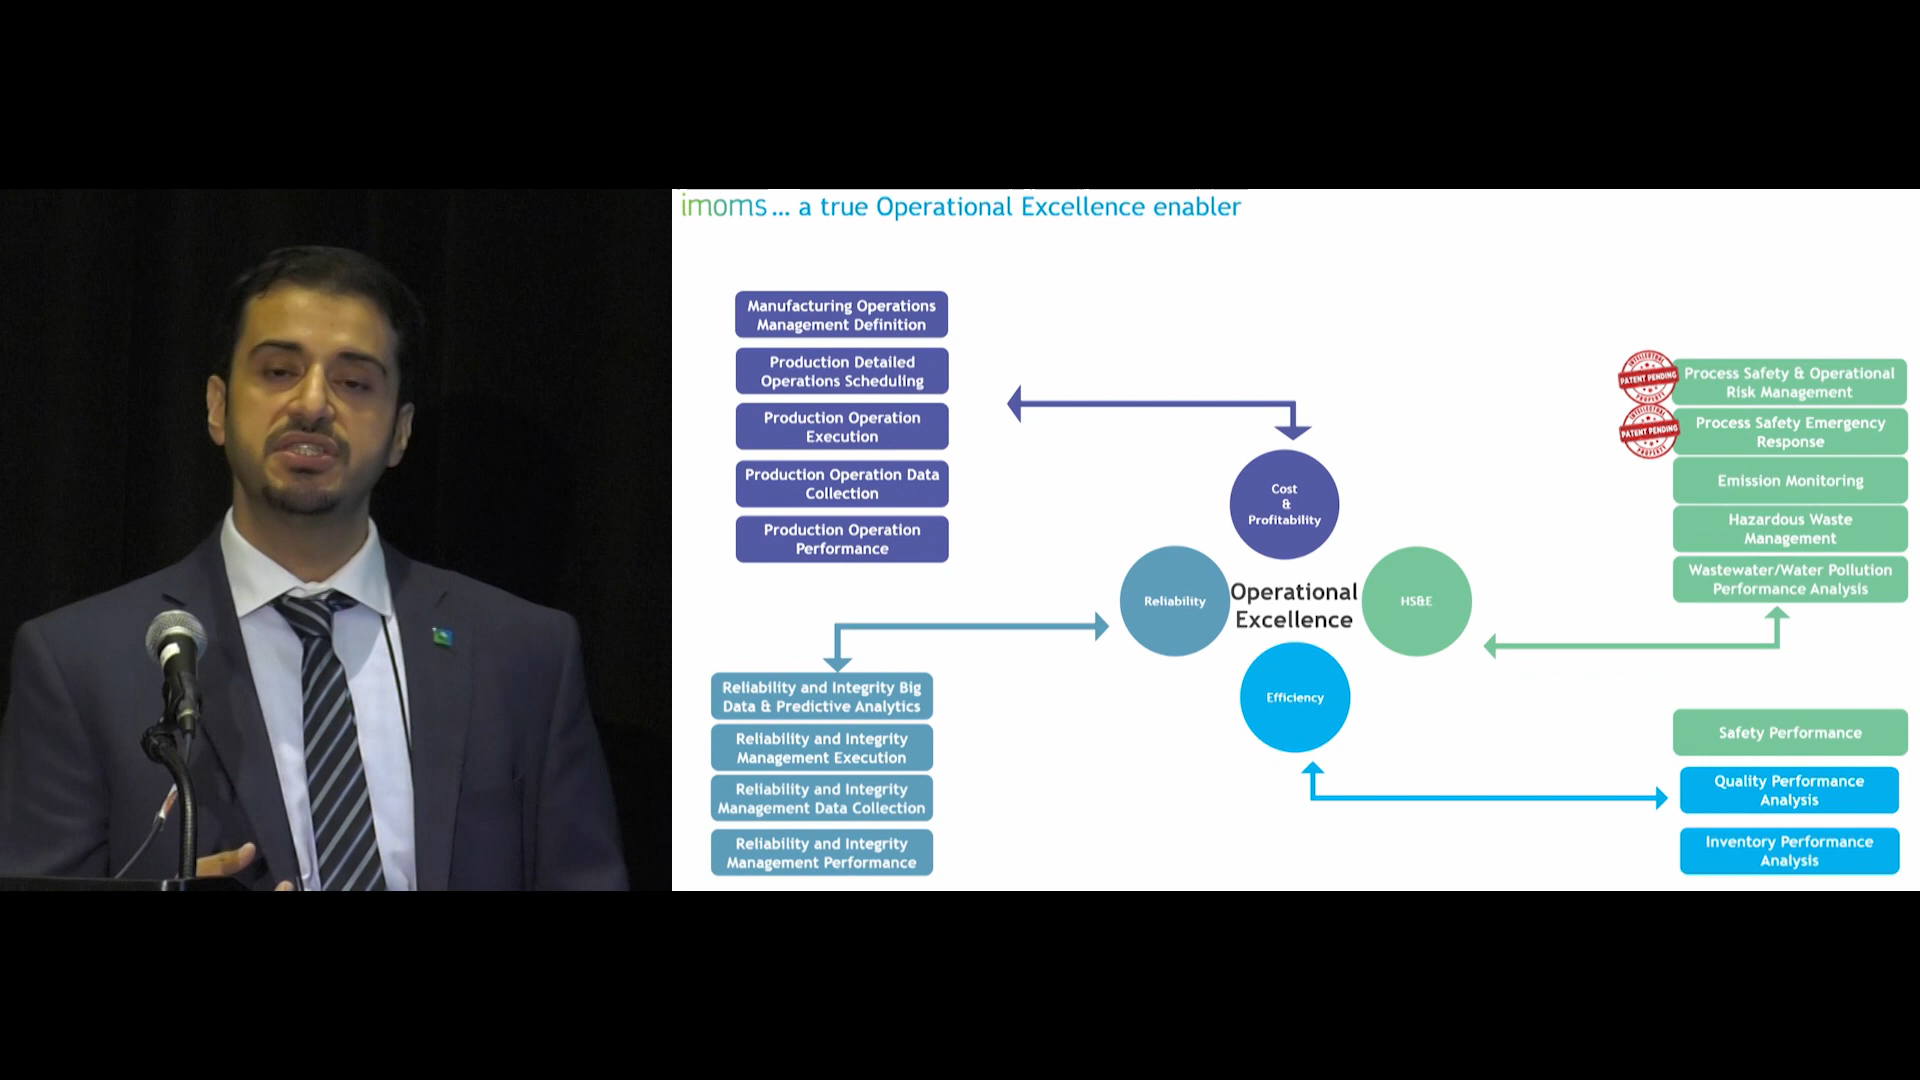 imoms ... a true Operational Excellence enabler
Manufacturing Operations
Management Definition
Production Detailed
Operations Scheduling
Production Operation
Execution
Production Operation Data
Collection
Production Operation
Performance
Cost
&
Profitability
Reliability
Operational
Excellence
HS&E
Efficiency
Reliability and Integrity Big
Data & Predictive Analytics
Reliability and Integrity
Management Execution
Reliability and Integrity
Management Data Collection
Reliability and Integrity
Management Performance
PATENT PENDING
PROPERTY
Process Safety & Operational
Risk Management
PATENT PENDING
PROPERTY
Process Safety Emergency
Response
Emission Monitoring
Hazardous Waste
Management
Wastewater/Water Pollution
Performance Analysis
Safety Performance
Quality Performance
Analysis
Inventory Performance
Analysis